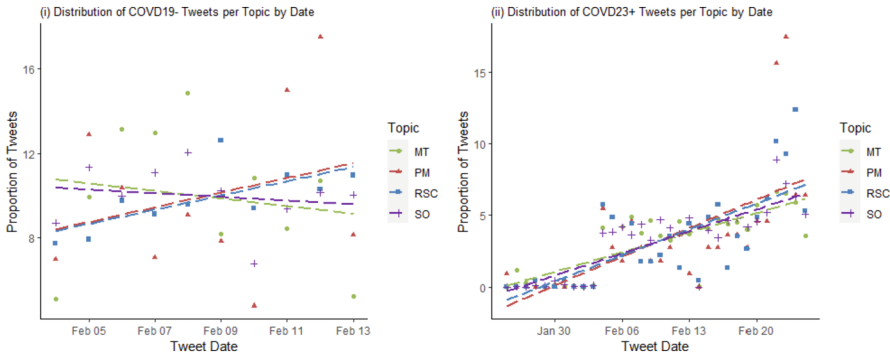 (i) Distribution of COVD19- Tweets per Topic by Date
Proportion of Tweets
16
12
8
Feb 05
Feb 07
Feb 09
Feb 11
Feb 13
Tweet Date
Topic
MT
PM
RSC
SO
(ii) Distribution of COVD23+ Tweets per Topic by Date
Proportion of Tweets
15
10
5
0
Jan 30
Feb 06
Feb 13
Feb 20
Tweet Date
Topic
MT
PM
RSC
SO